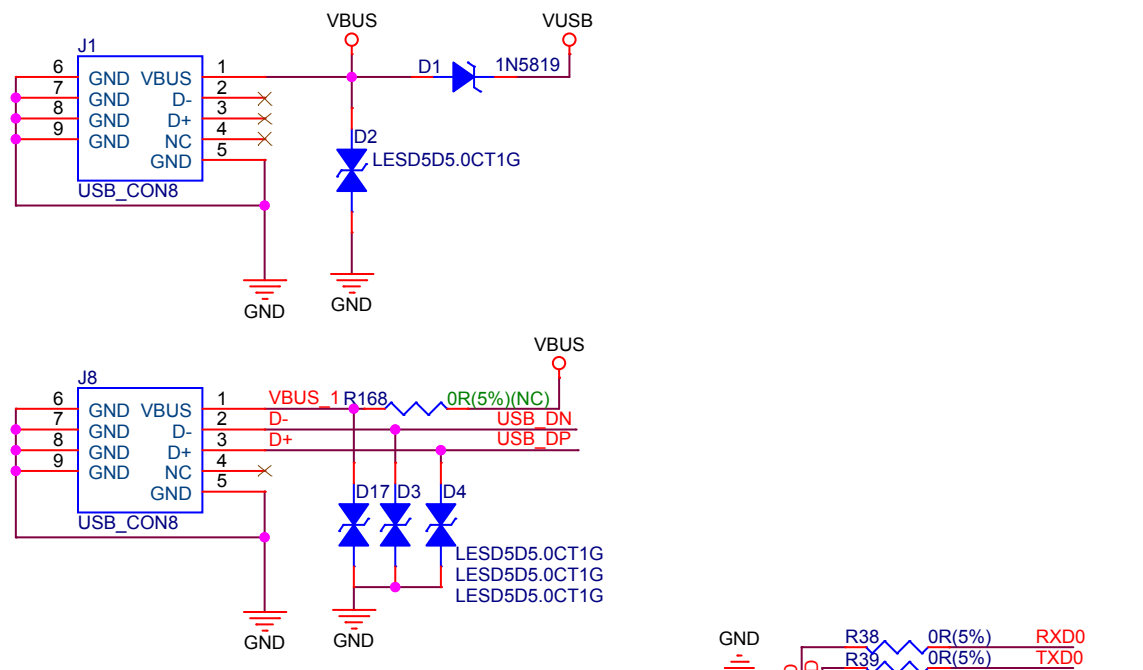 VBUS VUSB
J1
D1 1N5819
6 GND VBUS 1
7 GND D- 2
8 GND D+ 3
9 GND NC 4
GND 5
USB_CON8
D2
LESD5D5.0CT1G
GND GND
VBUS
J8
6 GND VBUS 1 VBUS_1 R168 0R(5%)(NC)
7 GND D- 2 D- USB_DN
8 GND D+ 3 D+ USB_DP
9 GND NC 4
GND 5
USB_CON8
D17 D3 D4
LESD5D5.0CT1G
LESD5D5.0CT1G
LESD5D5.0CT1G
GND GND
GND
R38 0R(5%) RXD0
R39 0R(5%) TXD0